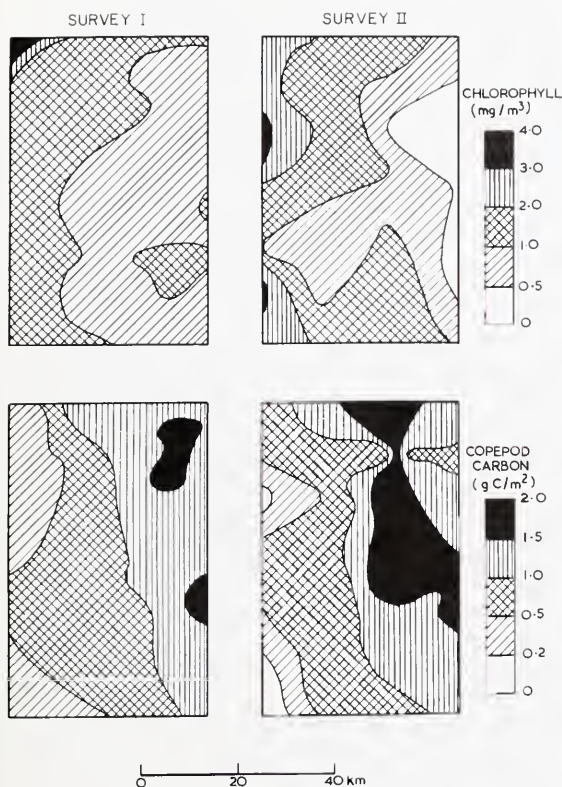 SURVEY I
SURVEY II
CHLOROPHYLL
(mg/m³)
4·0
3·0
2·0
1·0
0·5
0
COPEPOD
CARBON
(g C/m²)
2·0
1·5
1·0
0·5
0·2
0
0 20 40 km